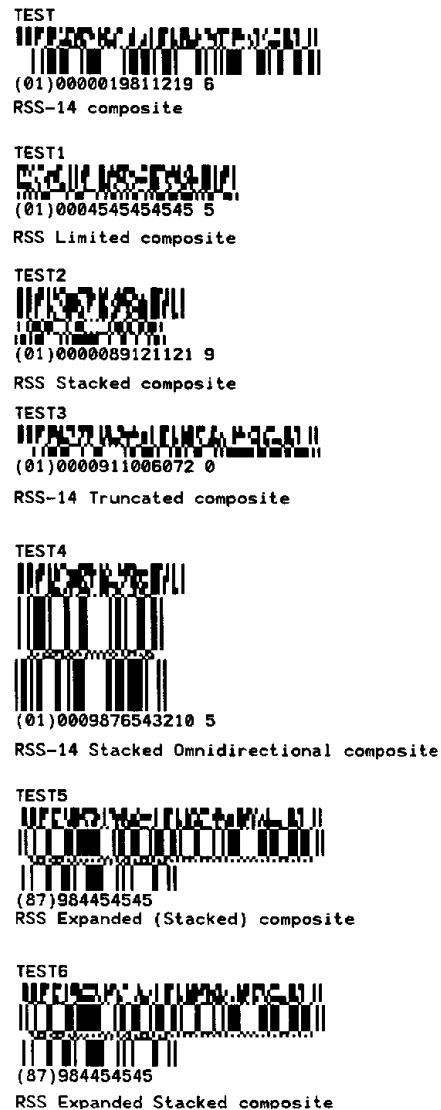 TEST
(01)0000019811219 6
RSS-14 composite
TEST1
(01)0004545454545 5
RSS Limited composite
TEST2
(01)0000089121121 9
RSS Stacked composite
TEST3
(01)0000911006072 0
RSS-14 Truncated composite
TEST4
(01)0009876543210 5
RSS-14 Stacked Omnidirectional composite
TEST5
(87)984454545
RSS Expanded (Stacked) composite
TEST6
(87)984454545
RSS Expanded Stacked composite